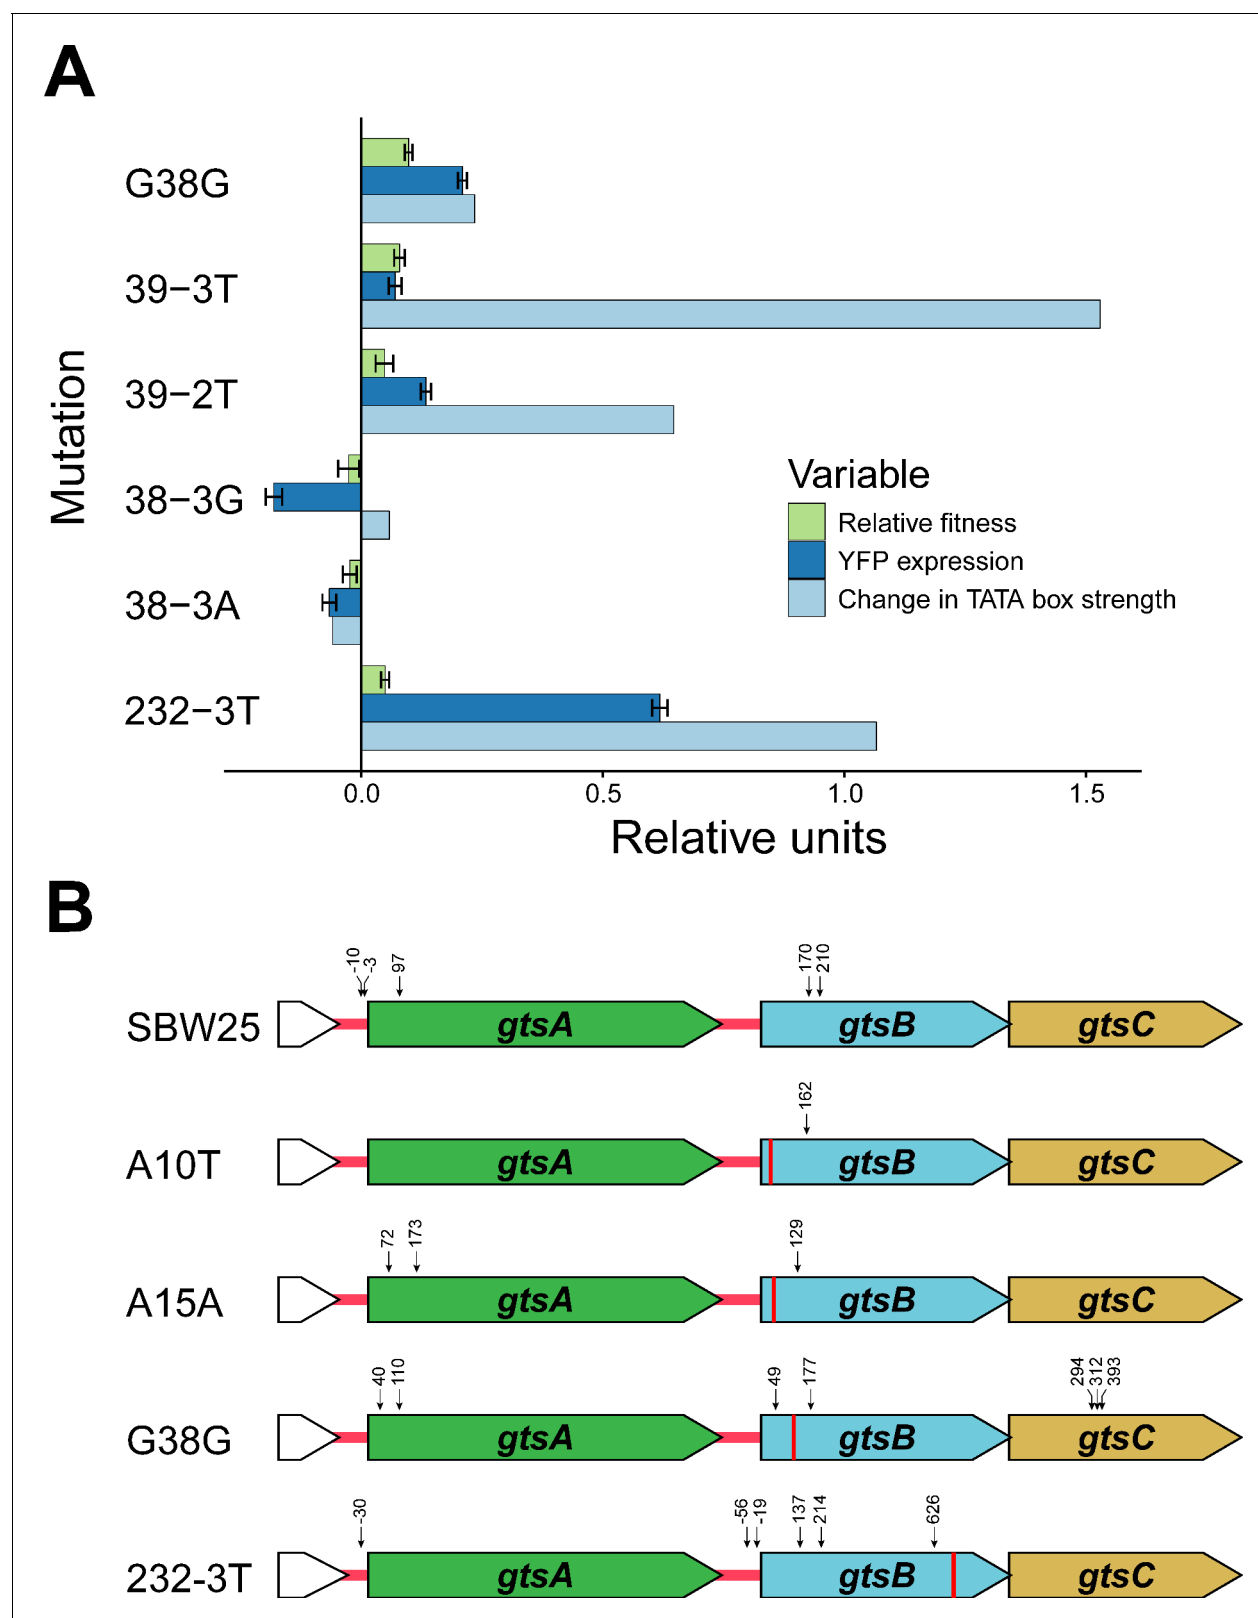 A
Mutation
G38G
39−3T
39−2T
38−3G
38−3A
232−3T
Variable
Relative fitness
YFP expression
Change in TATA box strength
0.0 0.5 1.0 1.5
Relative units
B
-10 -3 97 170 210
SBW25 gtsA gtsB gtsC
162
A10T gtsA gtsB gtsC
72 173 129
A15A gtsA gtsB gtsC
40 110 49 177 294 312 393
G38G gtsA gtsB gtsC
-30 -56 -19 137 214 626
232-3T gtsA gtsB gtsC